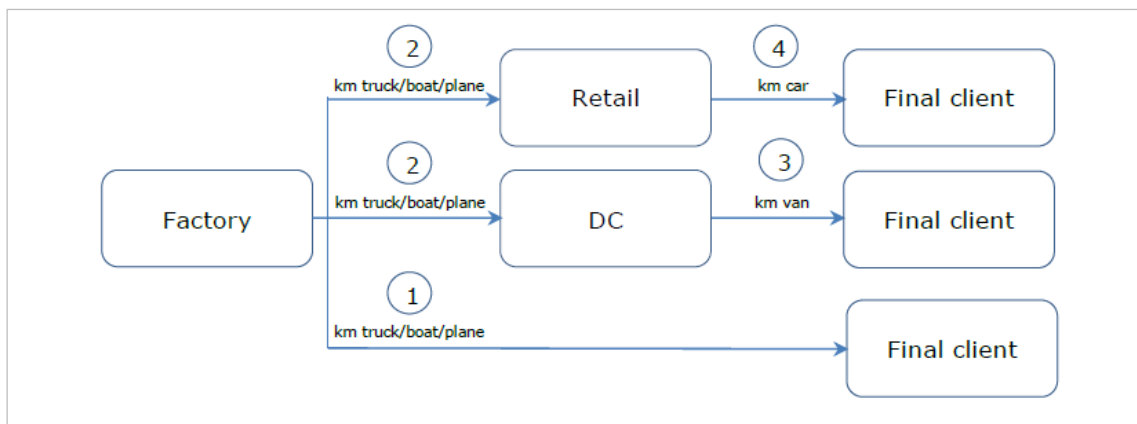 2
km truck/boat/plane
Retail
4
km car
Final client
Factory
2
km truck/boat/plane
DC
3
km van
Final client
1
km truck/boat/plane
Final client